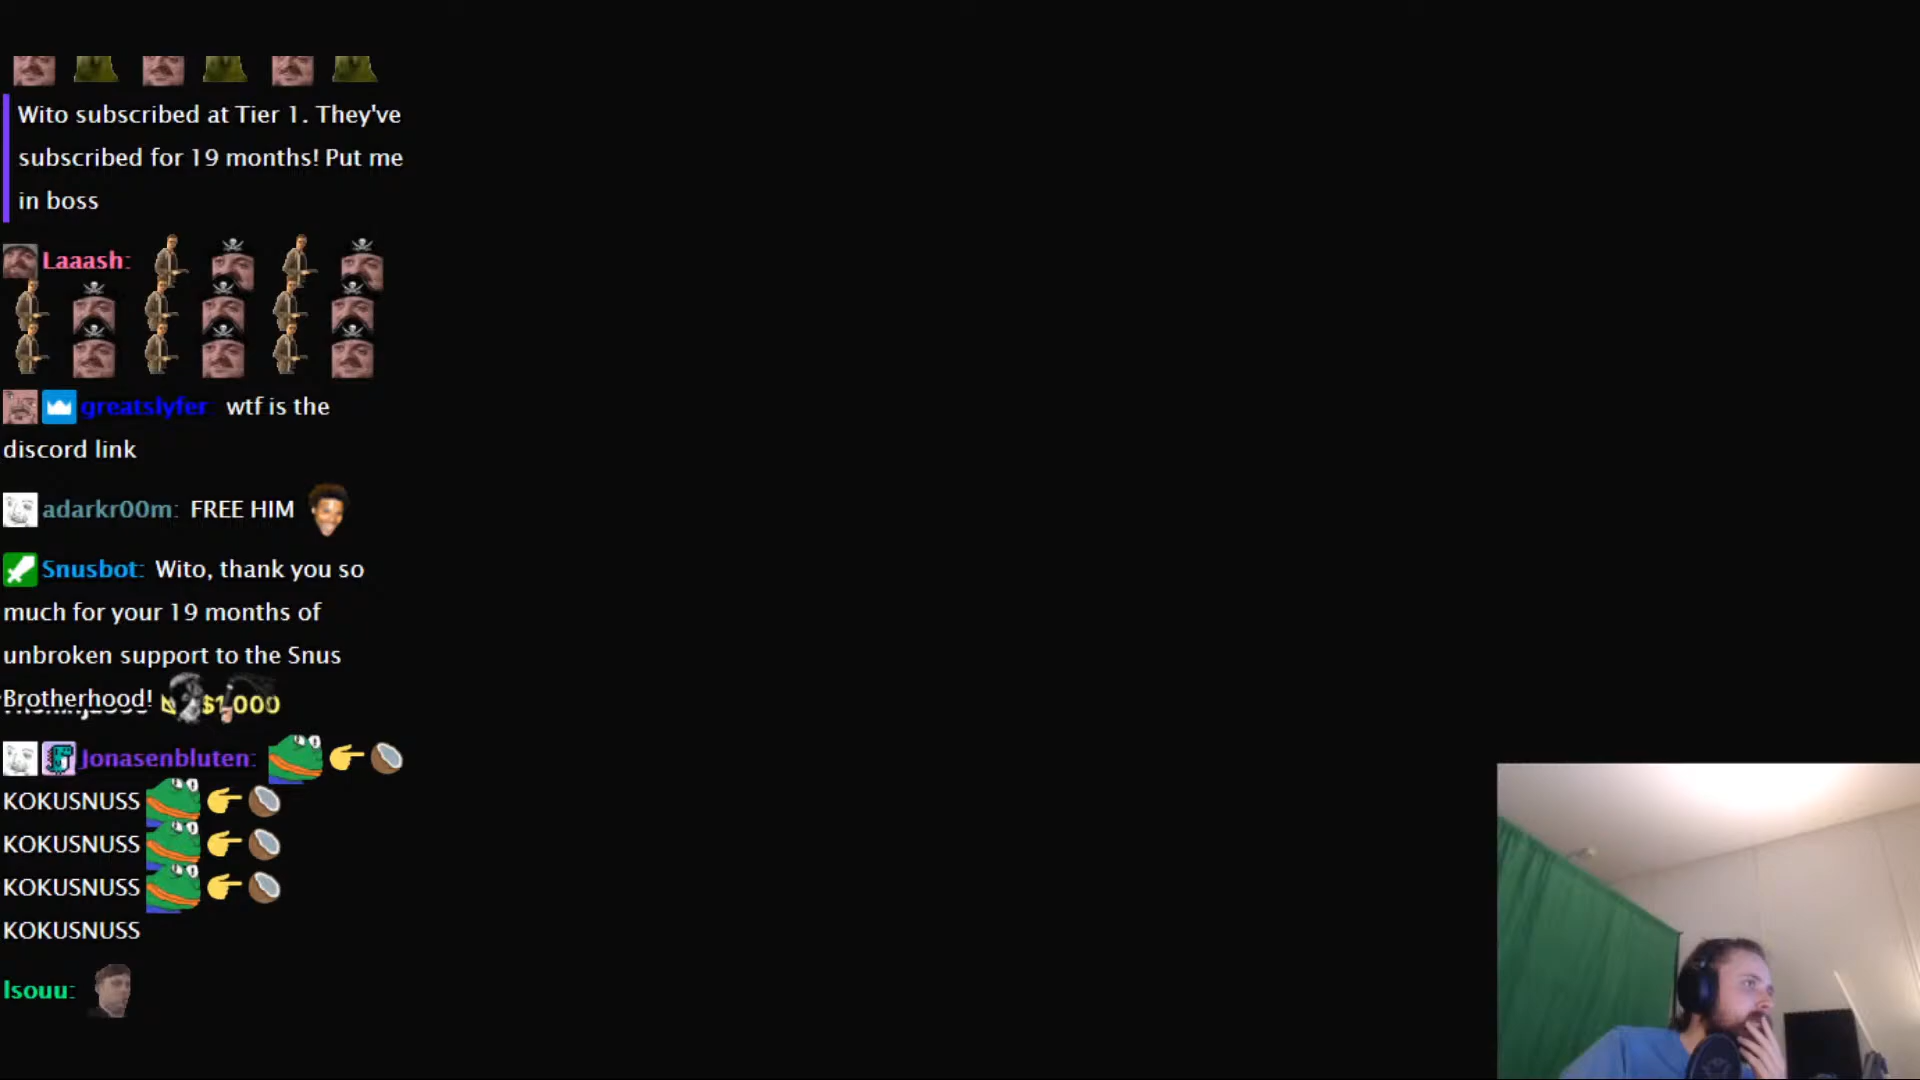 Wito subscribed at Tier 1. They've
subscribed for 19 months! Put me
in boss
Laaash:
greatslyfer: wtf is the
discord link
adarkr00m: FREE HIM
Snusbot: Wito, thank you so
much for your 19 months of
unbroken support to the Snus
Brotherhood! $1,000
Jonasenbluten:
KOKUSNUSS
KOKUSNUSS
KOKUSNUSS
KOKUSNUSS
Isouu: